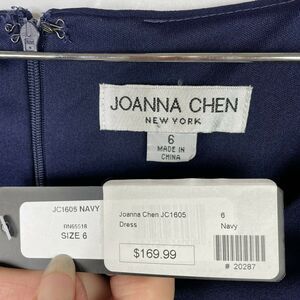 JOANNA CHEN
NEW YORK
6
MADE IN
CHINA
JC1605 NAVY
RN65518
SIZE 6
Joanna Chen JC1605
6
Dress
Navy
$169.99
# 20287